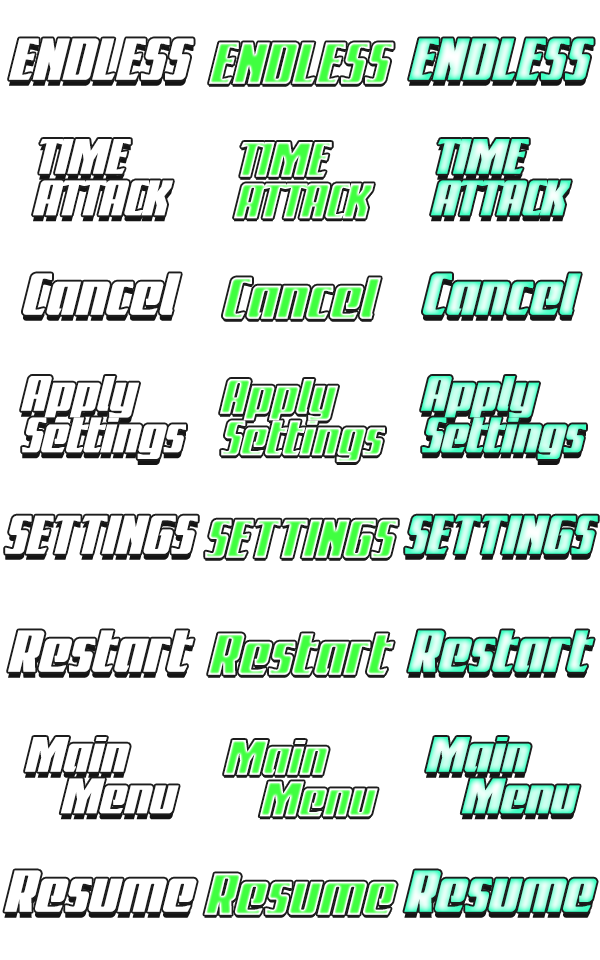 ENDLESS ENDLESS ENDLESS
TIME TIME TIME
ATTACK ATTACK ATTACK
Cancel Cancel Cancel
Apply Apply Apply
Settings Settings Settings
SETTINGS SETTINGS SETTINGS
Restart Restart Restart
Main Main Main
Menu Menu Menu
Resume Resume Resume